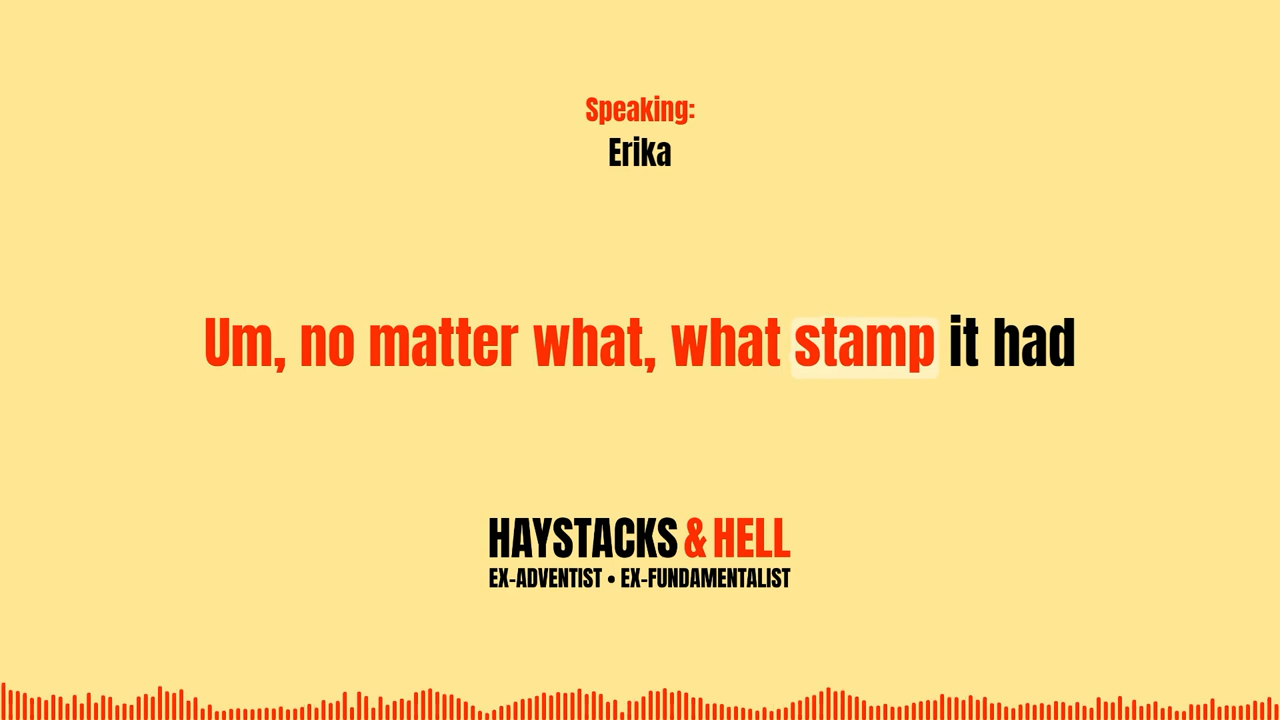 Speaking:
Erika
Um, no matter what, what stamp it had
HAYSTACKS & HELL
EX-ADVENTIST • EX-FUNDAMENTALIST